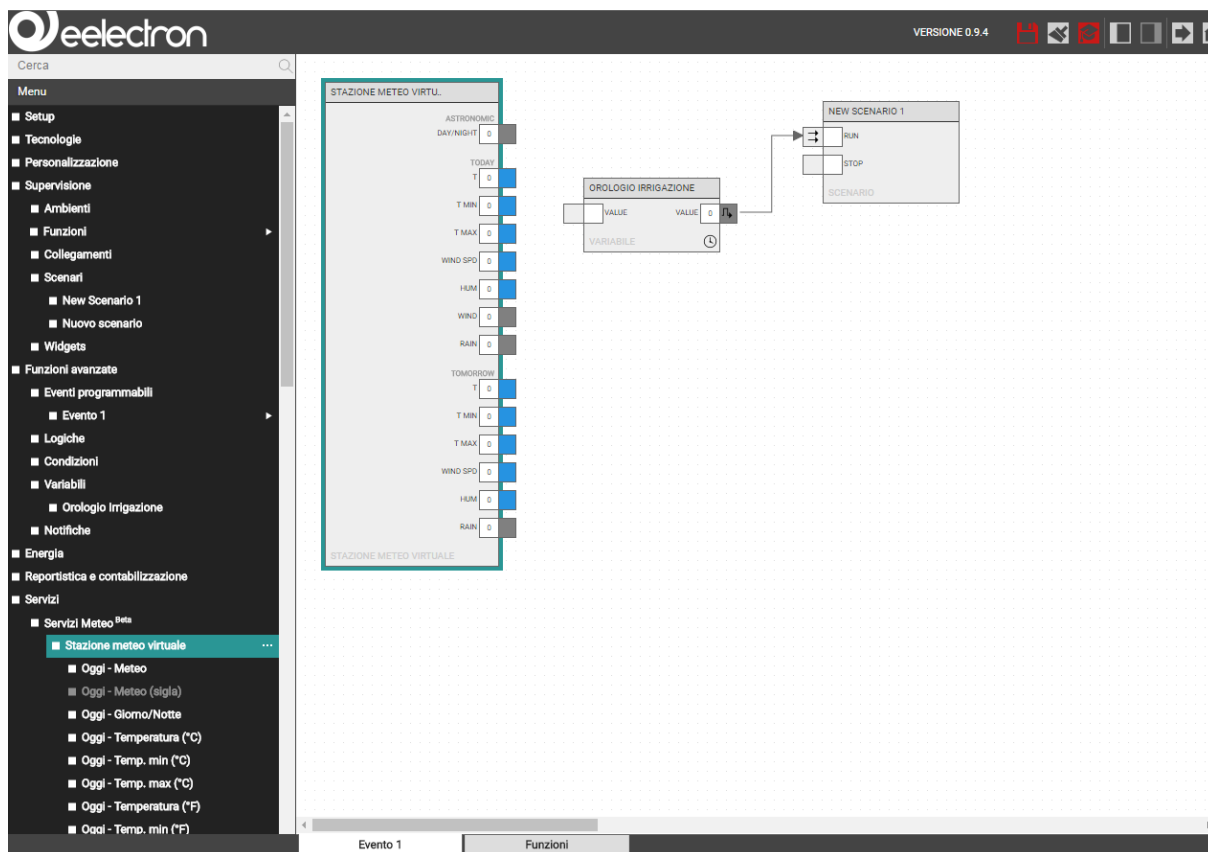 eelectron
VERSIONE 0.9.4
Cerca
Menu
Setup
Tecnologie
Personalizzazione
Supervisione
Ambienti
Funzioni
Collegamenti
Scenari
New Scenario 1
Nuovo scenario
Widgets
Funzioni avanzate
Eventi programmabili
Evento 1
Logiche
Condizioni
Variabili
Orologio Irrigazione
Notifiche
Energia
Reportistica e contabilizzazione
Servizi
Servizi Meteo Beta
Stazione meteo virtuale ...
Oggi - Meteo
Oggi - Meteo (sigla)
Oggi - Giorno/Notte
Oggi - Temperatura (°C)
Oggi - Temp. min (°C)
Oggi - Temp. max (°C)
Oggi - Temperatura (°F)
Oggi - Temp. min (°F)
STAZIONE METEO VIRTU..
ASTRONOMIC
DAY/NIGHT 0
TODAY
T 0
T MIN 0
T MAX 0
WIND SPD 0
HUM 0
WIND 0
RAIN 0
TOMORROW
T 0
T MIN 0
T MAX 0
WIND SPD 0
HUM 0
RAIN 0
STAZIONE METEO VIRTUALE
OROLOGIO IRRIGAZIONE
VALUE VALUE 0
VARIABILE
NEW SCENARIO 1
RUN
STOP
SCENARIO
Evento 1 Funzioni